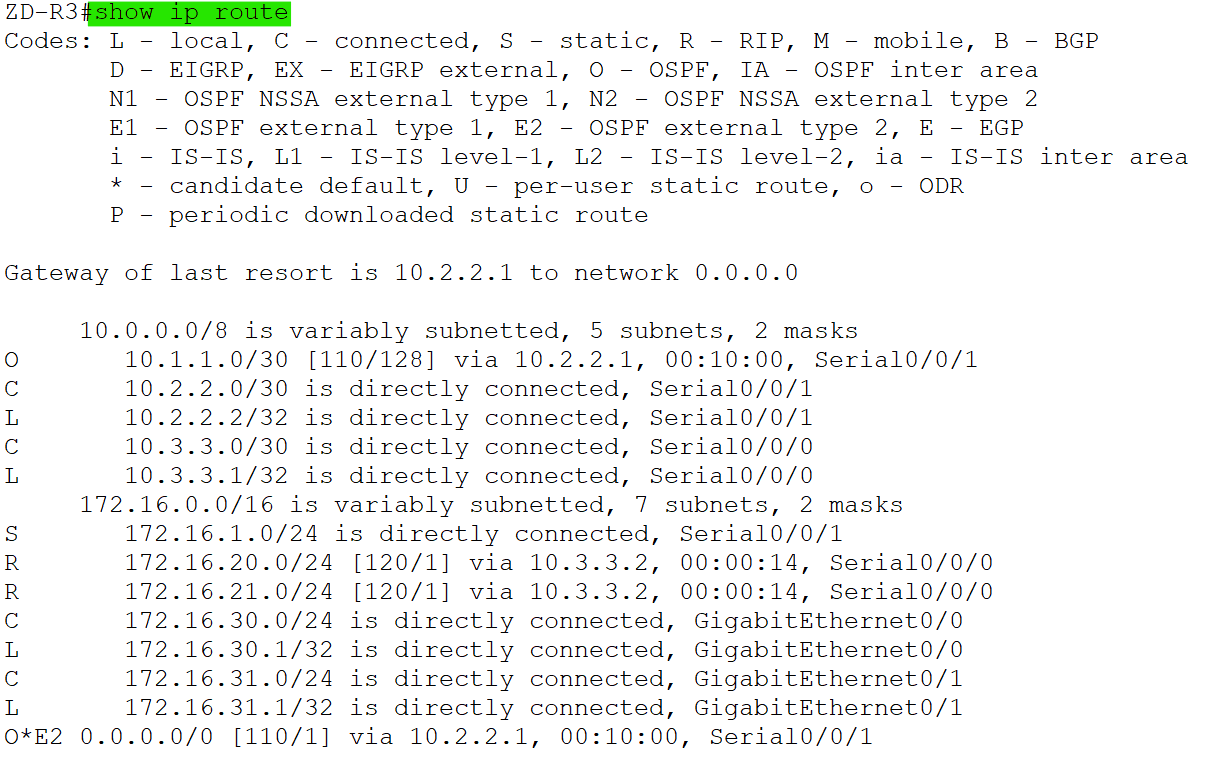 ZD-R3#show ip route
Codes: L - local, C - connected, S - static, R - RIP, M - mobile, B - BGP
       D - EIGRP, EX - EIGRP external, O - OSPF, IA - OSPF inter area
       N1 - OSPF NSSA external type 1, N2 - OSPF NSSA external type 2
       E1 - OSPF external type 1, E2 - OSPF external type 2, E - EGP
       i - IS-IS, L1 - IS-IS level-1, L2 - IS-IS level-2, ia - IS-IS inter area
       * - candidate default, U - per-user static route, o - ODR
       P - periodic downloaded static route

Gateway of last resort is 10.2.2.1 to network 0.0.0.0

     10.0.0.0/8 is variably subnetted, 5 subnets, 2 masks
O       10.1.1.0/30 [110/128] via 10.2.2.1, 00:10:00, Serial0/0/1
C       10.2.2.0/30 is directly connected, Serial0/0/1
L       10.2.2.2/32 is directly connected, Serial0/0/1
C       10.3.3.0/30 is directly connected, Serial0/0/0
L       10.3.3.1/32 is directly connected, Serial0/0/0
     172.16.0.0/16 is variably subnetted, 7 subnets, 2 masks
S       172.16.1.0/24 is directly connected, Serial0/0/1
R       172.16.20.0/24 [120/1] via 10.3.3.2, 00:00:14, Serial0/0/0
R       172.16.21.0/24 [120/1] via 10.3.3.2, 00:00:14, Serial0/0/0
C       172.16.30.0/24 is directly connected, GigabitEthernet0/0
L       172.16.30.1/32 is directly connected, GigabitEthernet0/0
C       172.16.31.0/24 is directly connected, GigabitEthernet0/1
L       172.16.31.1/32 is directly connected, GigabitEthernet0/1
O*E2 0.0.0.0/0 [110/1] via 10.2.2.1, 00:10:00, Serial0/0/1